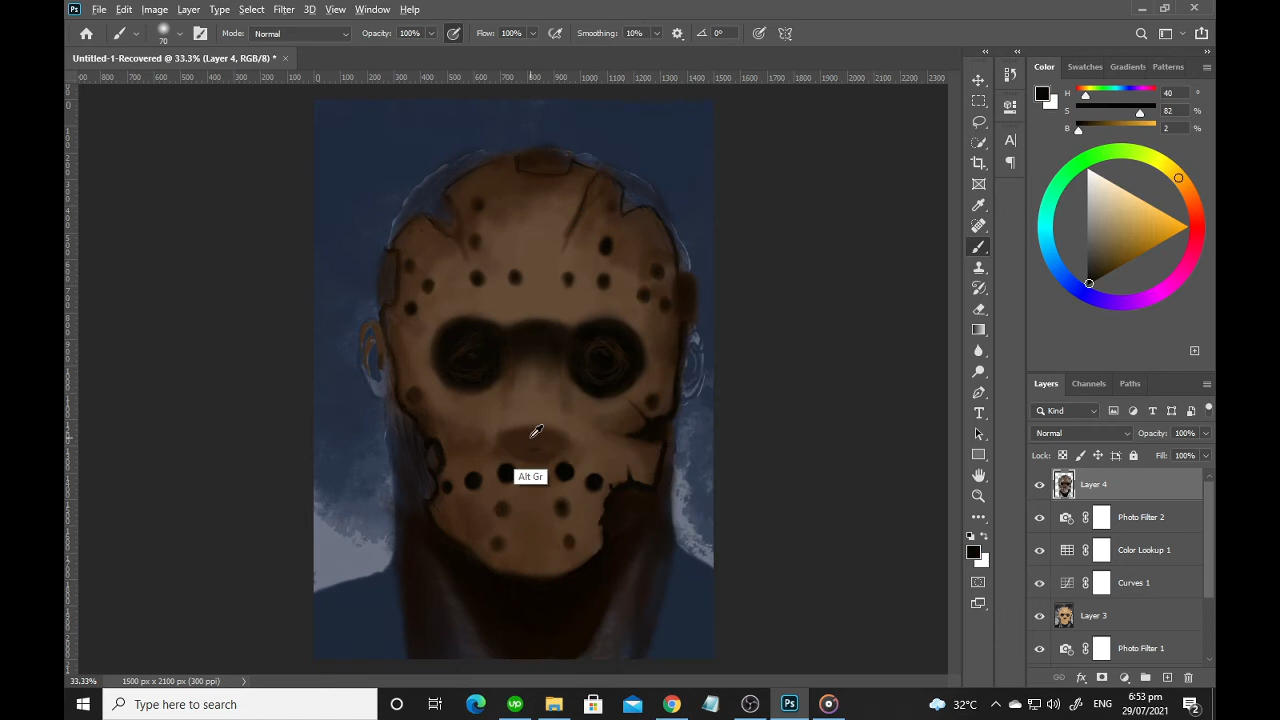 Ps File Edit Image Layer Type Select Filter 3D View Window Help
70 Mode: Normal Opacity: 100% Flow: 100% Smoothing: 10% 0°
Untitled-1-Recovered @ 33.3% (Layer 4, RGB/8) * ×
Color Swatches Gradients Patterns
H 40 °
S 82 %
B 2 %
Alt Gr
Layers Channels Paths
Kind
Normal Opacity: 100%
Lock: Fill: 100%
Layer 4
Photo Filter 2
Color Lookup 1
Curves 1
Layer 3
Photo Filter 1
33.33% 1500 px x 2100 px (300 ppi)
Type here to search
32°C ENG
6:53 pm
29/07/2021
2